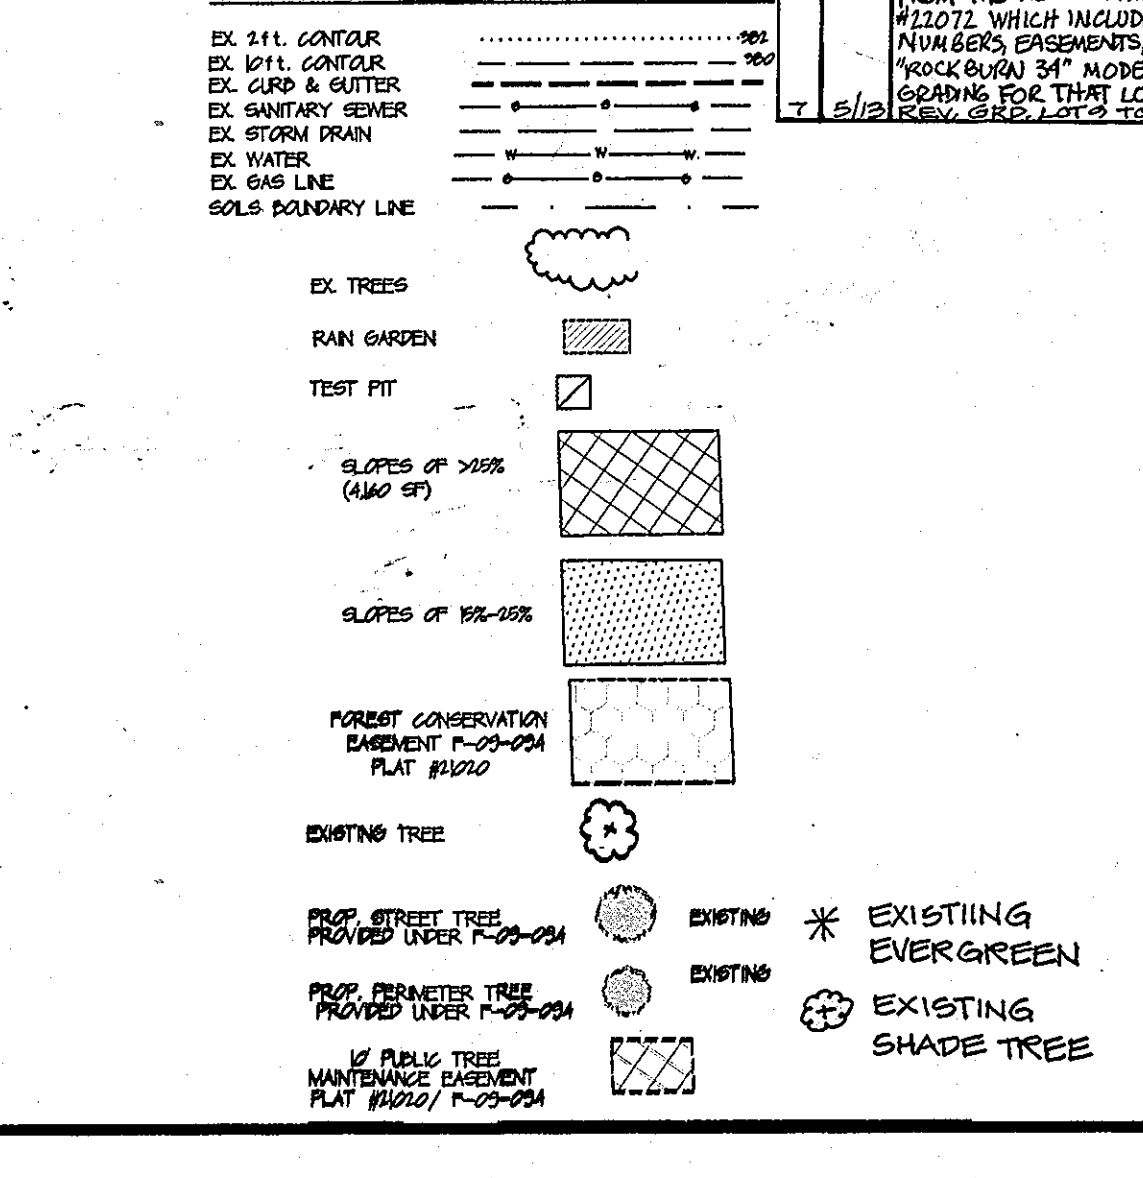 EX. 2ft. CONTOUR
382
EX. 10ft. CONTOUR
380
EX. CURB & GUTTER
EX. SANITARY SEWER
EX. STORM DRAIN
EX. WATER
W W W
EX. GAS LINE
SOILS BOUNDARY LINE
#22072 WHICH INCLUD
NUMBERS, EASEMENTS,
"ROCKBURN 34" MODE
GRADING FOR THAT LO
7 5/13 REV. GRD. LOTS TO
EX. TREES
RAIN GARDEN
TEST PIT
SLOPES OF >25%
(4,160 SF)
SLOPES OF 15%-25%
FOREST CONSERVATION
EASEMENT F-09-094
PLAT #21020
EXISTING TREE
PROP. STREET TREE
PROVIDED UNDER F-09-094
EXISTING
PROP. PERIMETER TREE
PROVIDED UNDER F-09-094
EXISTING
10' PUBLIC TREE
MAINTENANCE EASEMENT
PLAT #21020/ F-09-094
EXISTIING
EVERGREEN
EXISTING
SHADE TREE